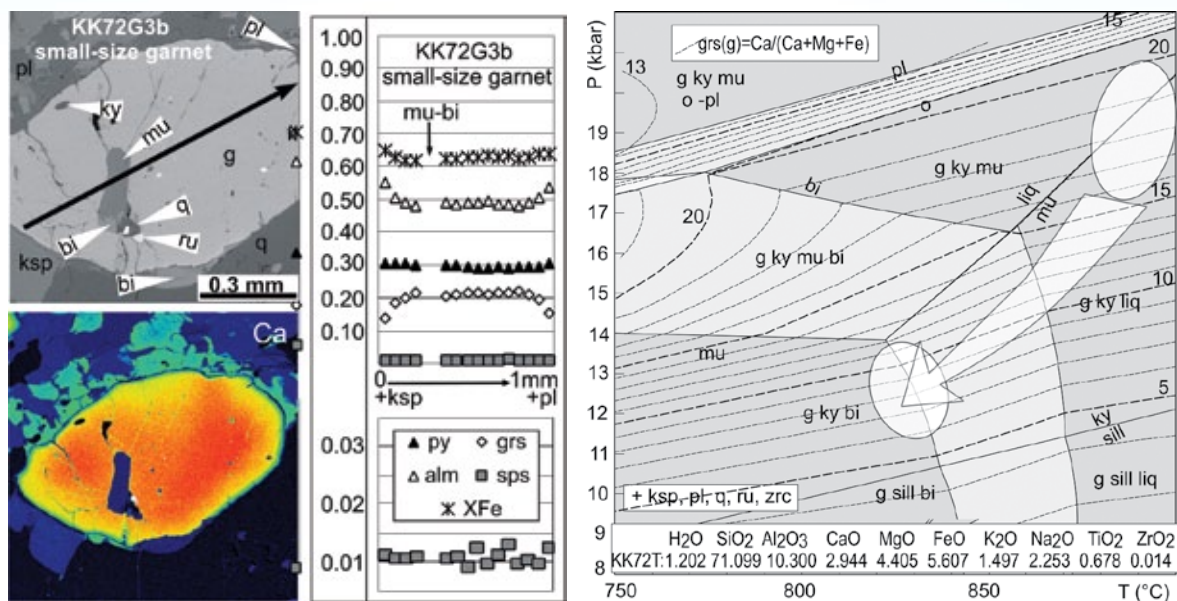 KK72G3b
small-size garnet
pl
pl
ky
mu
g
q
bi
ru
q
ksp
bi
0.3 mm
Ca
1.00
0.90
0.80
0.70
0.60
0.50
0.40
0.30
0.20
0.10
KK72G3b
small-size garnet
mu-bi
0 1mm
+ksp +pl
0.03
0.02
0.01
▲ py ◇ grs
△ alm ■ sps
XFe
P (kbar)
19
18
17
16
15
14
13
12
11
10
9
8
grs(g)=Ca/(Ca+Mg+Fe)
15
20
13
g ky mu
o -pl
pl
o
g ky mu
bi
liq
mu
20
15
g ky mu bi
10
g ky liq
mu
g ky bi
5
ky
sill
g sill bi
g sill liq
+ ksp, pl, q, ru, zrc
H2O SiO2 Al2O3 CaO MgO FeO K2O Na2O TiO2 ZrO2
KK72T:1.202 71.099 10.300 2.944 4.405 5.607 1.497 2.253 0.678 0.014
750 800 850 T (°C)